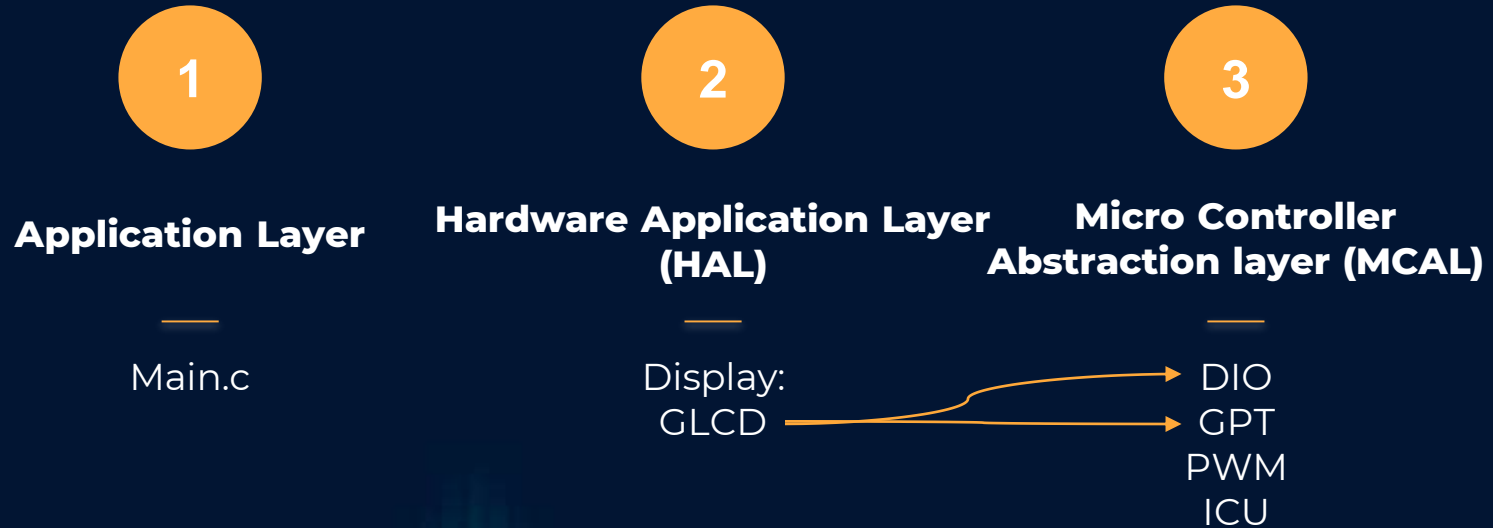 1
Application Layer
Main.c
2
Hardware Application Layer
(HAL)
Display:
GLCD
3
Micro Controller
Abstraction layer (MCAL)
DIO
GPT
PWM
ICU